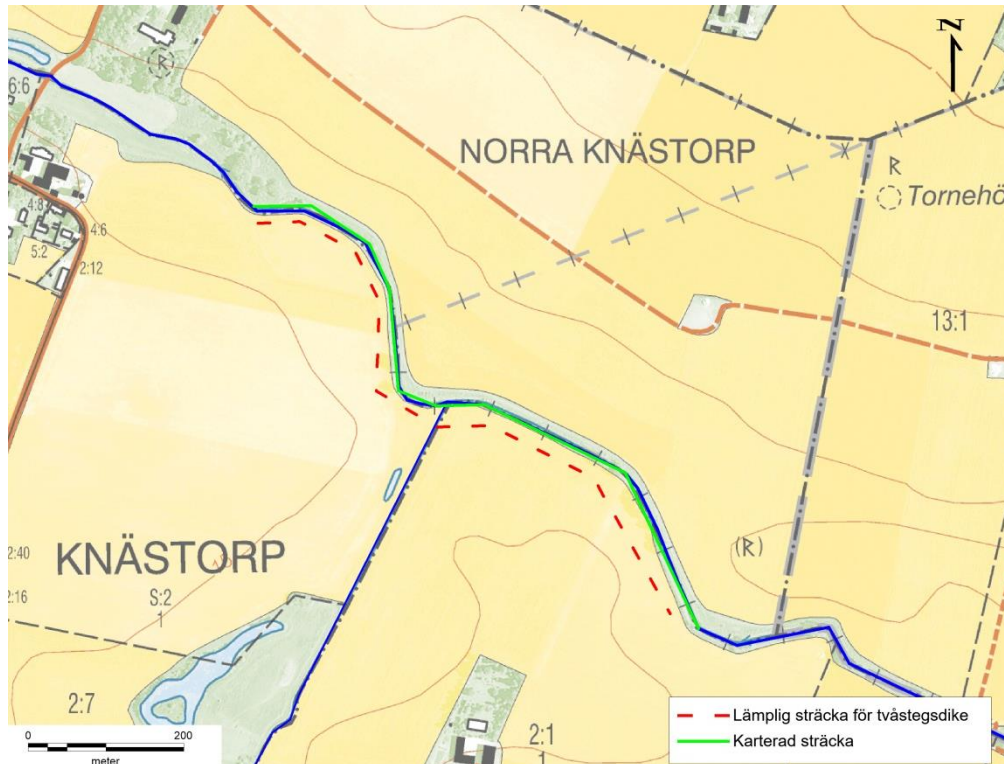 N
6:6
R
NORRA KNÄSTORP
R
Tornehö
4:8
4:6
5:2
2:12
13:1
(R)
KNÄSTORP
2:40
2:16
S:2
1
2:7
2:1
1
0 200
meter
Lämplig sträcka för tvåstegsdike
Karterad sträcka